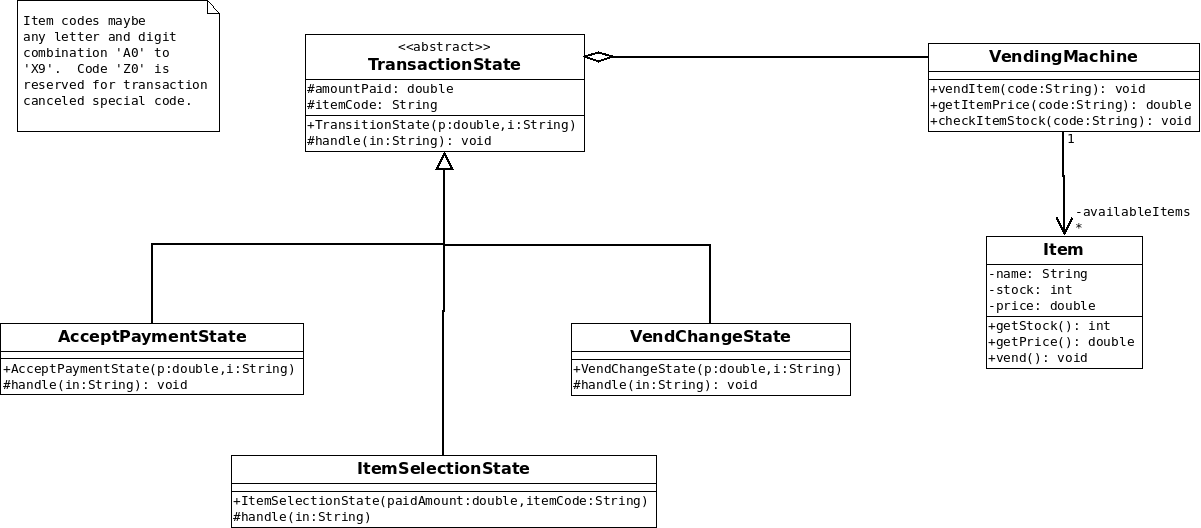 Item codes maybe
any letter and digit
combination 'A0' to
'X9'.  Code 'Z0' is
reserved for transaction
canceled special code.
<<abstract>>
TransactionState
#amountPaid: double
#itemCode: String
+TransitionState(p:double,i:String)
#handle(in:String): void
VendingMachine
+vendItem(code:String): void
+getItemPrice(code:String): double
+checkItemStock(code:String): void
1
-availableItems
*
Item
-name: String
-stock: int
-price: double
+getStock(): int
+getPrice(): double
+vend(): void
AcceptPaymentState
+AcceptPaymentState(p:double,i:String)
#handle(in:String): void
VendChangeState
+VendChangeState(p:double,i:String)
#handle(in:String): void
ItemSelectionState
+ItemSelectionState(paidAmount:double,itemCode:String)
#handle(in:String)